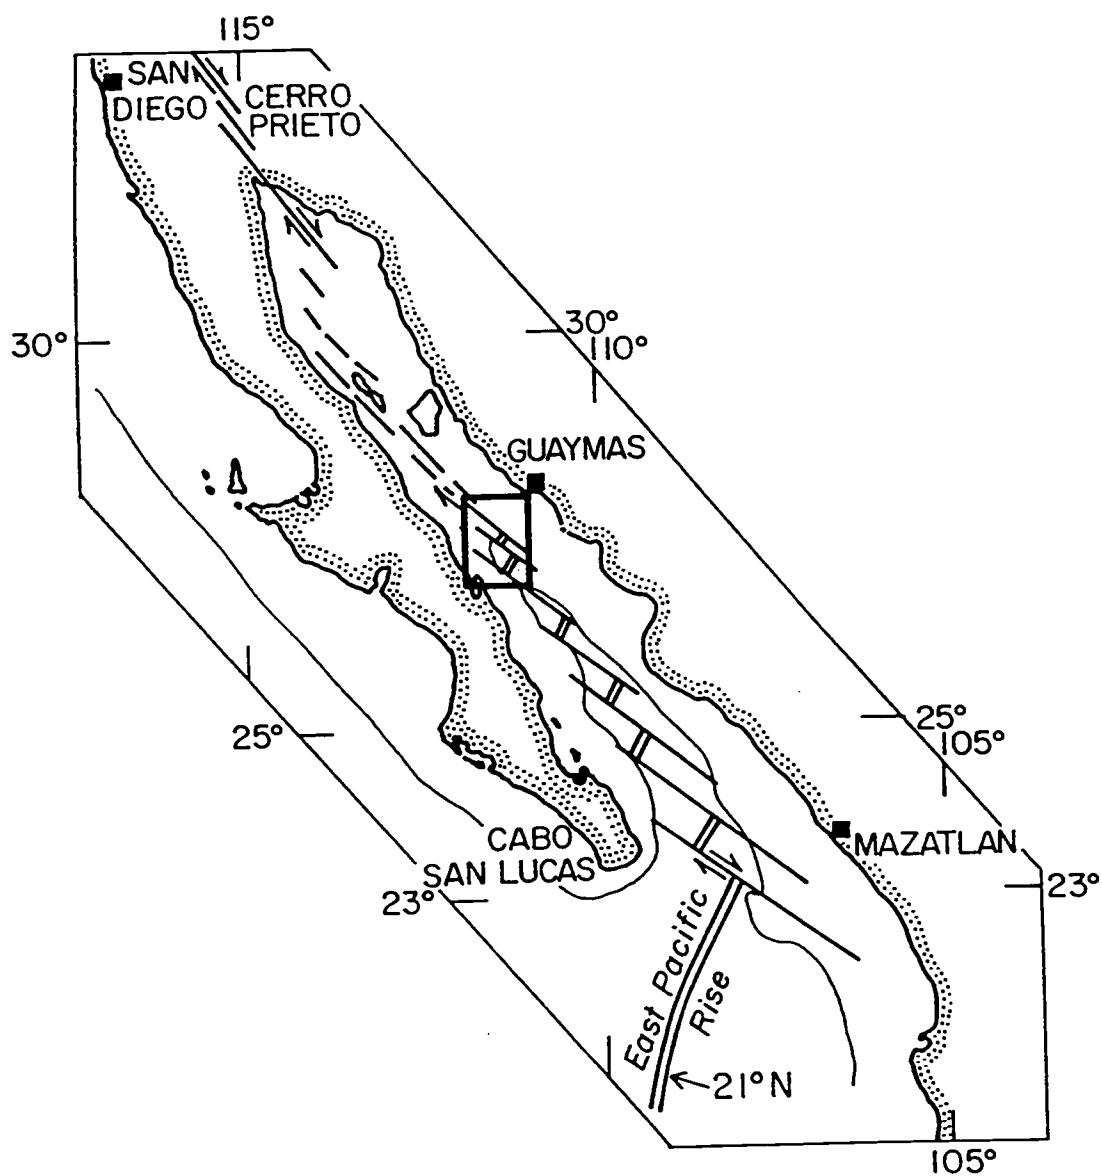 115°
SAN
DIEGO
CERRO
PRIETO
30°
30°
110°
GUAYMAS
25°
25°
105°
CABO
SAN LUCAS
MAZATLAN
23°
23°
East Pacific
Rise
21°N
105°